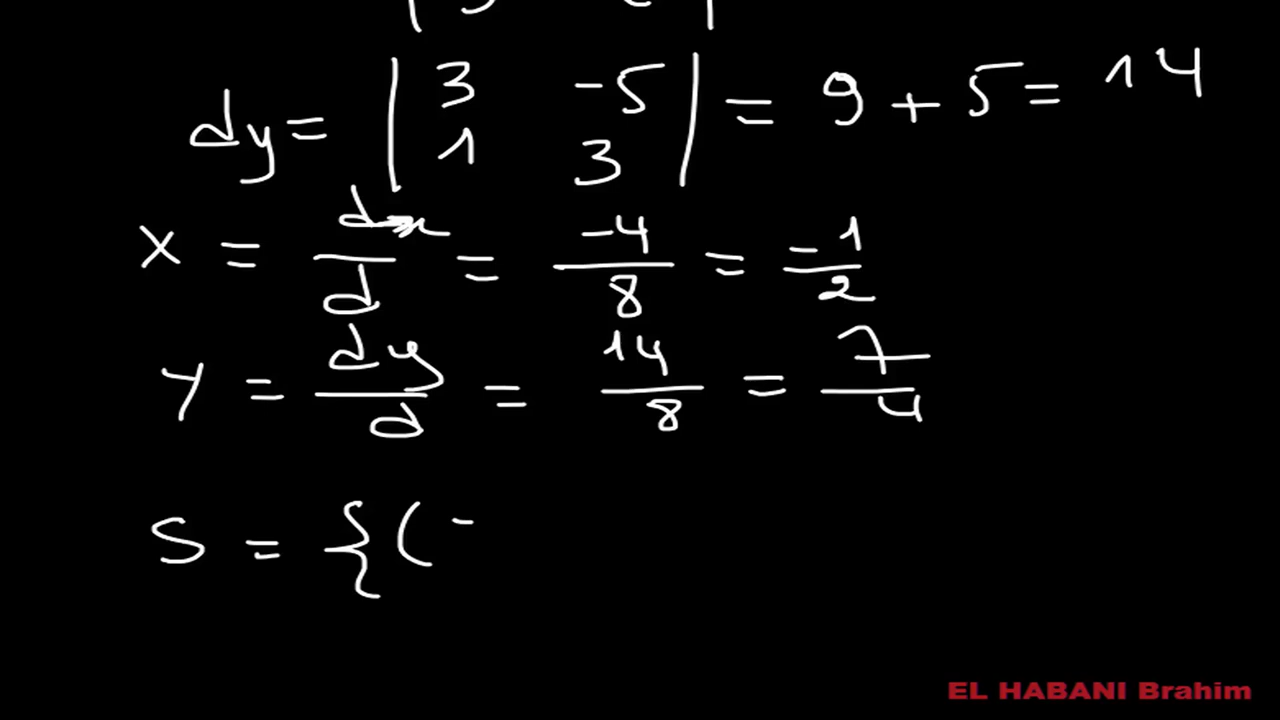 dy = | 3 -5 | = 9 + 5 = 14
| 1 3 |
x = dx/d = -4/8 = -1/2
y = dy/d = 14/8 = 7/4
S = {( -
EL HABANI Brahim